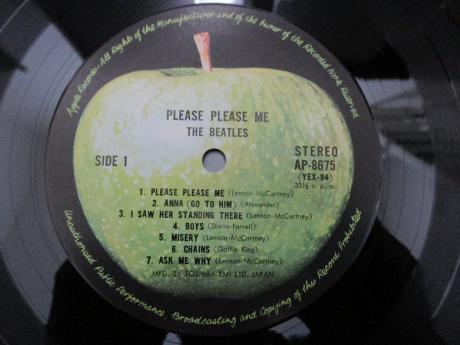 Apple Records-All Rights of the Manufacturer and of the Owner of the Recorded Work Reserved
PLEASE PLEASE ME
THE BEATLES
SIDE 1
STEREO
AP-8675
(YEX-94)
33⅓ r. p. m.
1. PLEASE PLEASE ME (Lennon-McCartney)
2. ANNA (GO TO HIM) (Alexander)
3. I SAW HER STANDING THERE (Lennon-McCartney)
4. BOYS (Dixon-Farrell)
5. MISERY (Lennon-McCartney)
6. CHAINS (Goffin-King)
7. ASK ME WHY (Lennon-McCartney)
MFD. BY TOSHIBA-EMI LTD. JAPAN
Unauthorised Public Performance, Broadcasting and Copying of this Record Prohibited